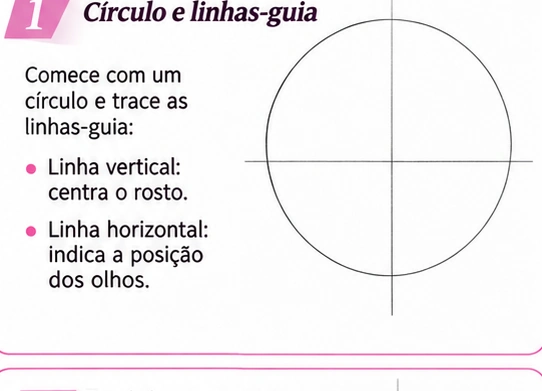 1 Círculo e linhas-guia
Comece com um
círculo e trace as
linhas-guia:
• Linha vertical:
centra o rosto.
• Linha horizontal:
indica a posição
dos olhos.